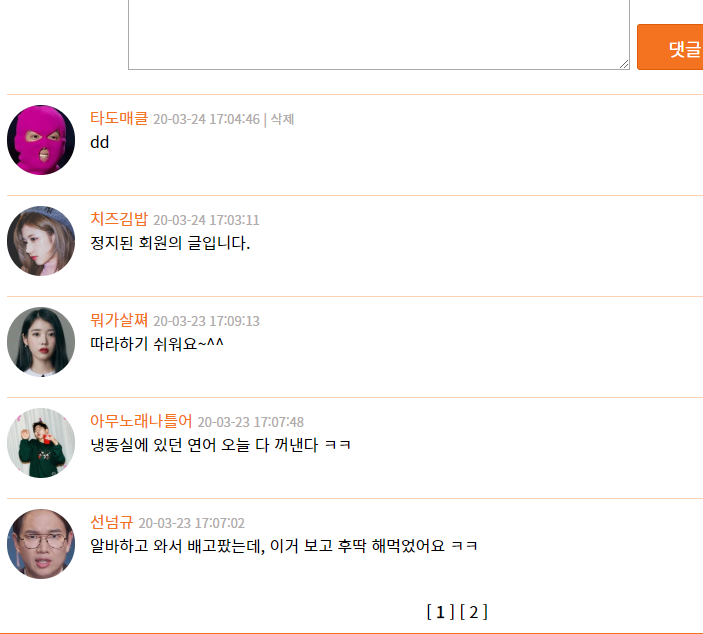 댓글
타도매클 20-03-24 17:04:46 | 삭제
dd
치즈김밥 20-03-24 17:03:11
정지된 회원의 글입니다.
뭐가살쪄 20-03-23 17:09:13
따라하기 쉬워요~^^
아무노래나틀어 20-03-23 17:07:48
냉동실에 있던 연어 오늘 다 꺼낸다 ㅋㅋ
선넘규 20-03-23 17:07:02
알바하고 와서 배고팠는데, 이거 보고 후딱 해먹었어요 ㅋㅋ
[ 1 ] [ 2 ]